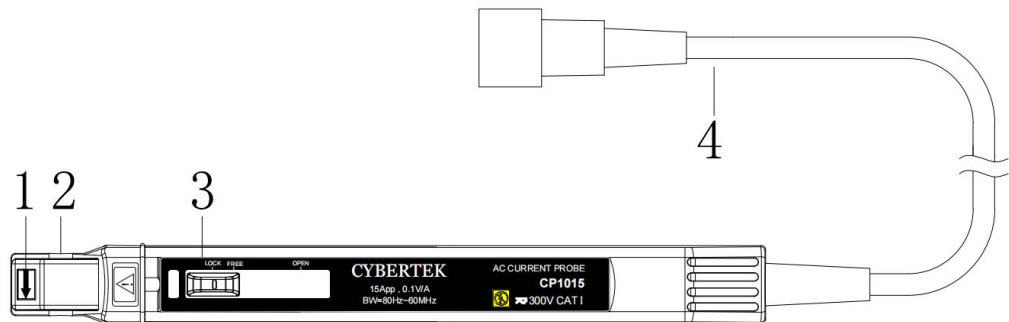 4
1 2 3
LOCK FREE OPEN
CYBERTEK
15App , 0.1V/A
BW=80Hz~60MHz
AC CURRENT PROBE
CP1015
300V CAT I